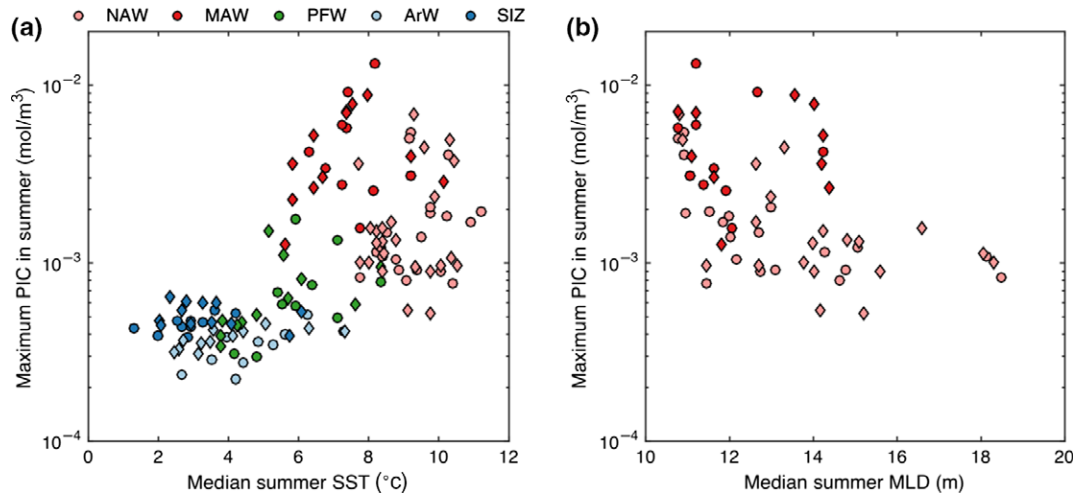 NAW MAW PFW ArW SIZ
(a)
Maximum PIC in summer (mol/m³)
10⁻²
10⁻³
10⁻⁴
0 2 4 6 8 10 12
Median summer SST (°C)
(b)
Maximum PIC in summer (mol/m³)
10⁻²
10⁻³
10⁻⁴
10 12 14 16 18 20
Median summer MLD (m)